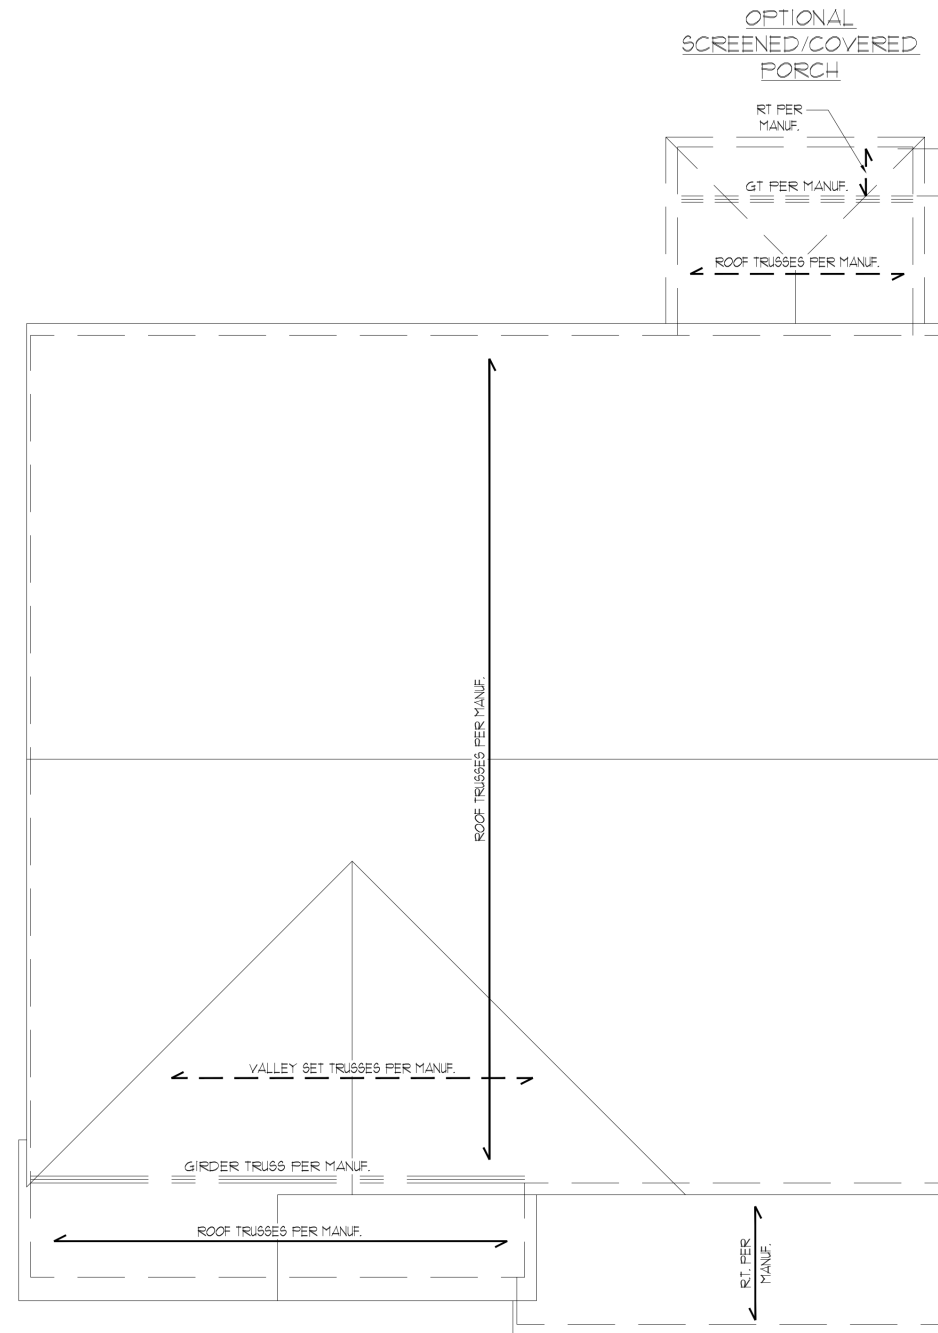 OPTIONAL
SCREENED/COVERED
PORCH
RT PER
MANUF.
GT PER MANUF.
ROOF TRUSSES PER MANUF.
ROOF TRUSSES PER MANUF.
VALLEY SET TRUSSES PER MANUF.
GIRDER TRUSS PER MANUF.
ROOF TRUSSES PER MANUF.
R.T. PER
MANUF.